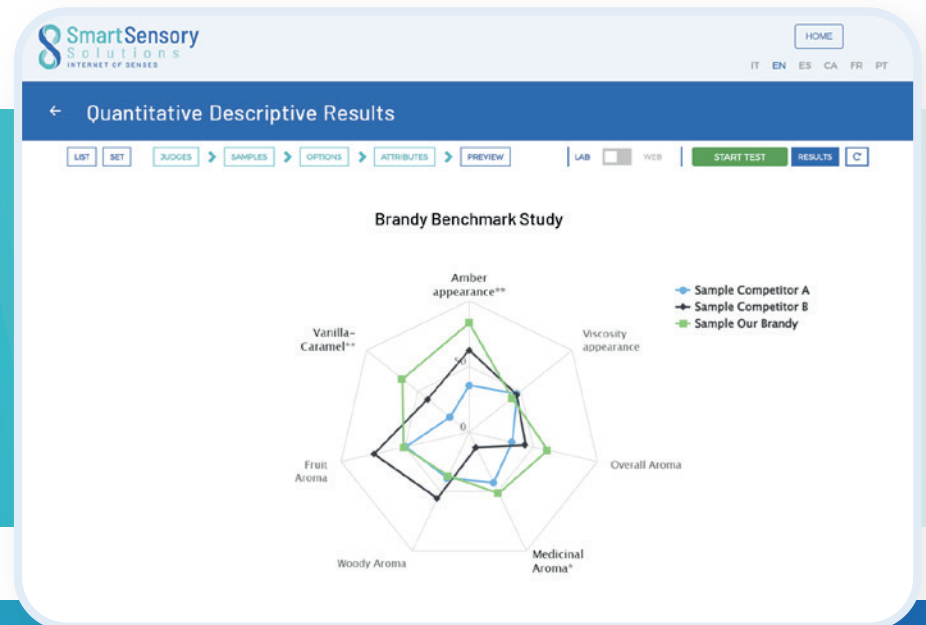 SmartSensory
Solutions
INTERNET OF SENSES
HOME
IT EN ES CA FR PT
← Quantitative Descriptive Results
LIST SET JUDGES SAMPLES OPTIONS ATTRIBUTES PREVIEW LAB WEB START TEST RESULTS
Brandy Benchmark Study
Amber
appearance**
Sample Competitor A
Sample Competitor B
Sample Our Brandy
Vanilla-
Caramel**
Viscosity
appearance
50
0
Fruit
Aroma
Overall Aroma
Woody Aroma
Medicinal
Aroma*